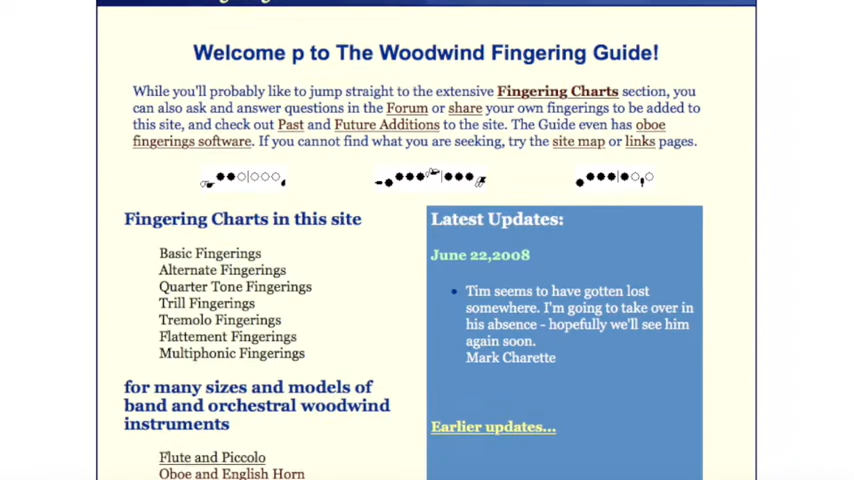 Welcome p to The Woodwind Fingering Guide!
While you'll probably like to jump straight to the extensive Fingering Charts section, you
can also ask and answer questions in the Forum or share your own fingerings to be added to
this site, and check out Past and Future Additions to the site. The Guide even has oboe
fingerings software. If you cannot find what you are seeking, try the site map or links pages.
Fingering Charts in this site
Basic Fingerings
Alternate Fingerings
Quarter Tone Fingerings
Trill Fingerings
Tremolo Fingerings
Flattement Fingerings
Multiphonic Fingerings
for many sizes and models of
band and orchestral woodwind
instruments
Flute and Piccolo
Oboe and English Horn
Latest Updates:
June 22,2008
Tim seems to have gotten lost
somewhere. I'm going to take over in
his absence - hopefully we'll see him
again soon.
Mark Charette
Earlier updates...